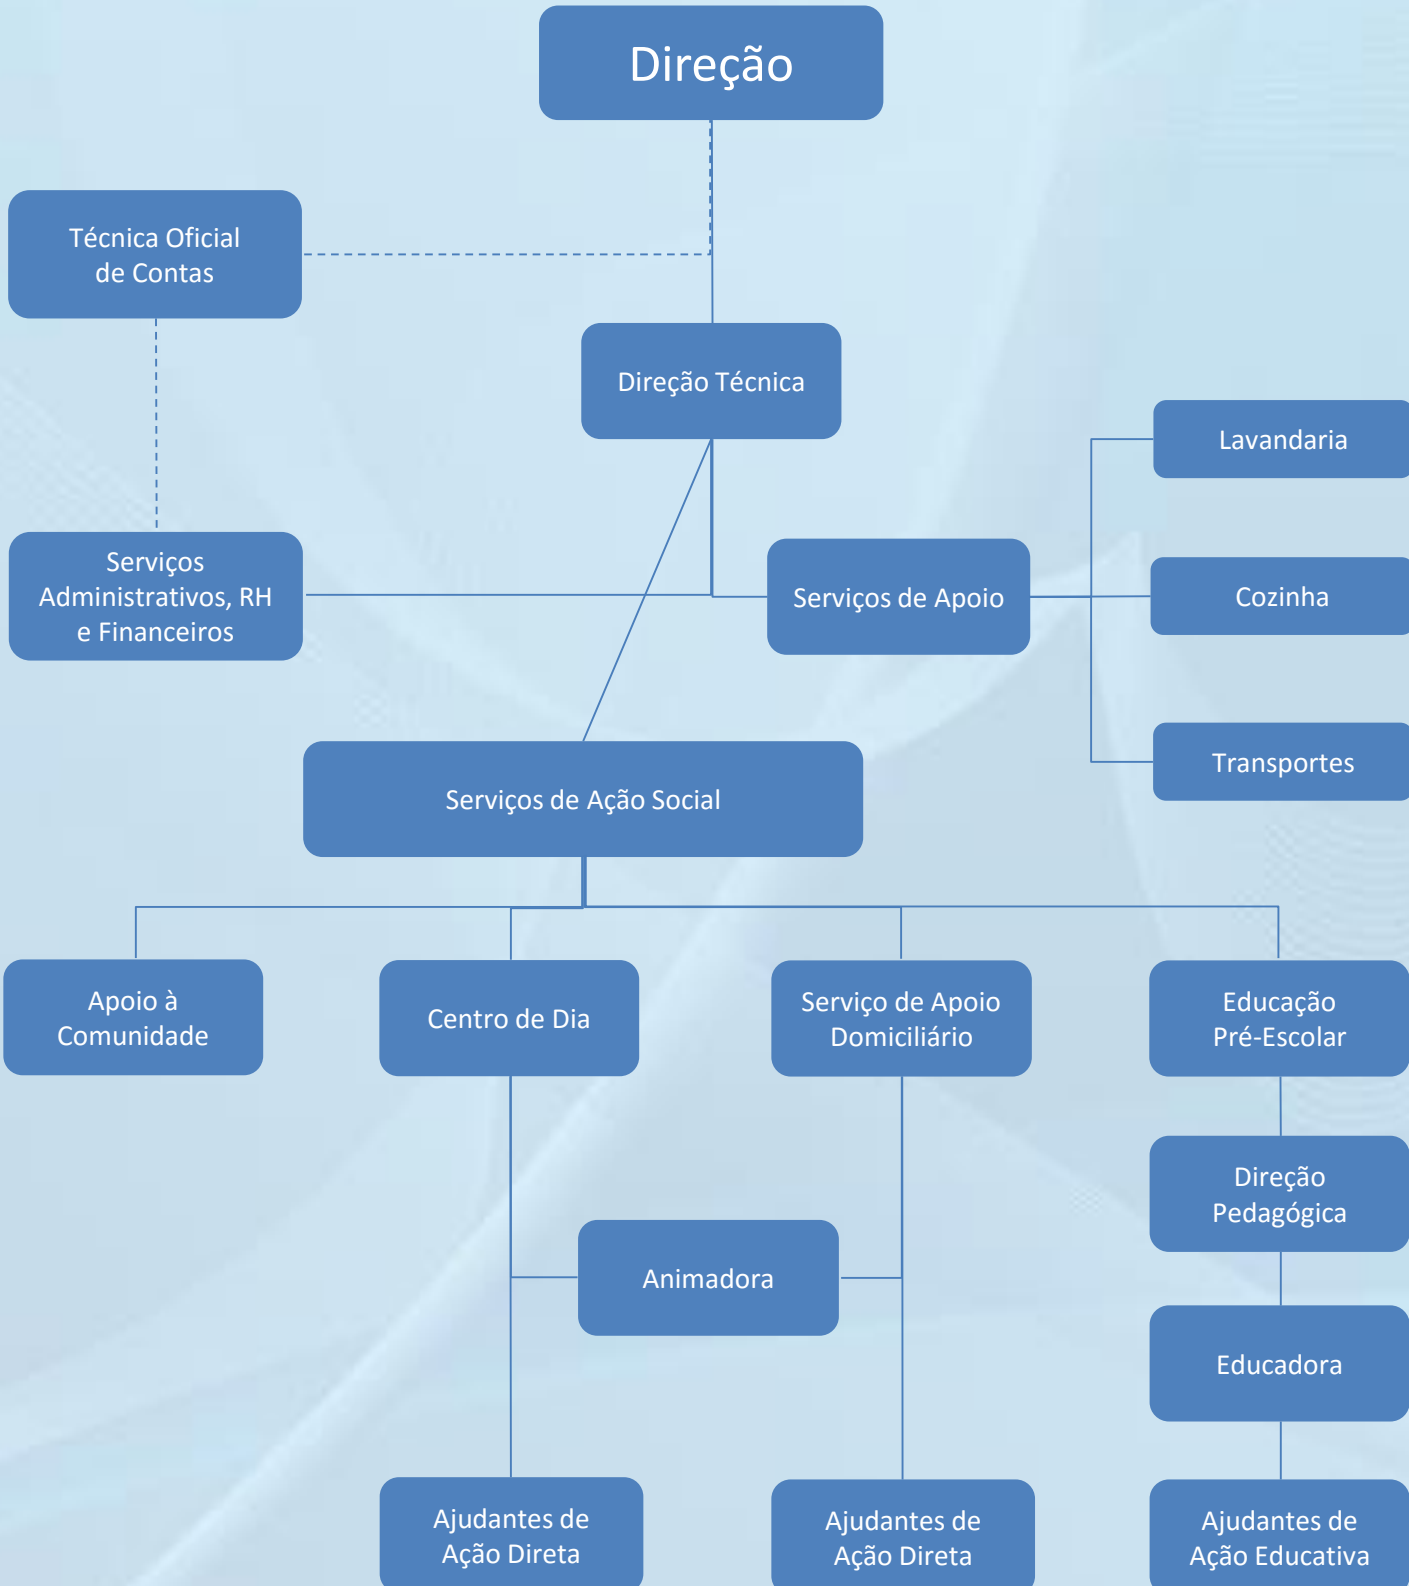 Direção
Técnica Oficial
de Contas
Direção Técnica
Lavandaria
Serviços
Administrativos, RH
e Financeiros
Serviços de Apoio
Cozinha
Transportes
Serviços de Ação Social
Apoio à
Comunidade
Centro de Dia
Serviço de Apoio
Domiciliário
Educação
Pré-Escolar
Direção
Pedagógica
Animadora
Educadora
Ajudantes de
Ação Direta
Ajudantes de
Ação Direta
Ajudantes de
Ação Educativa